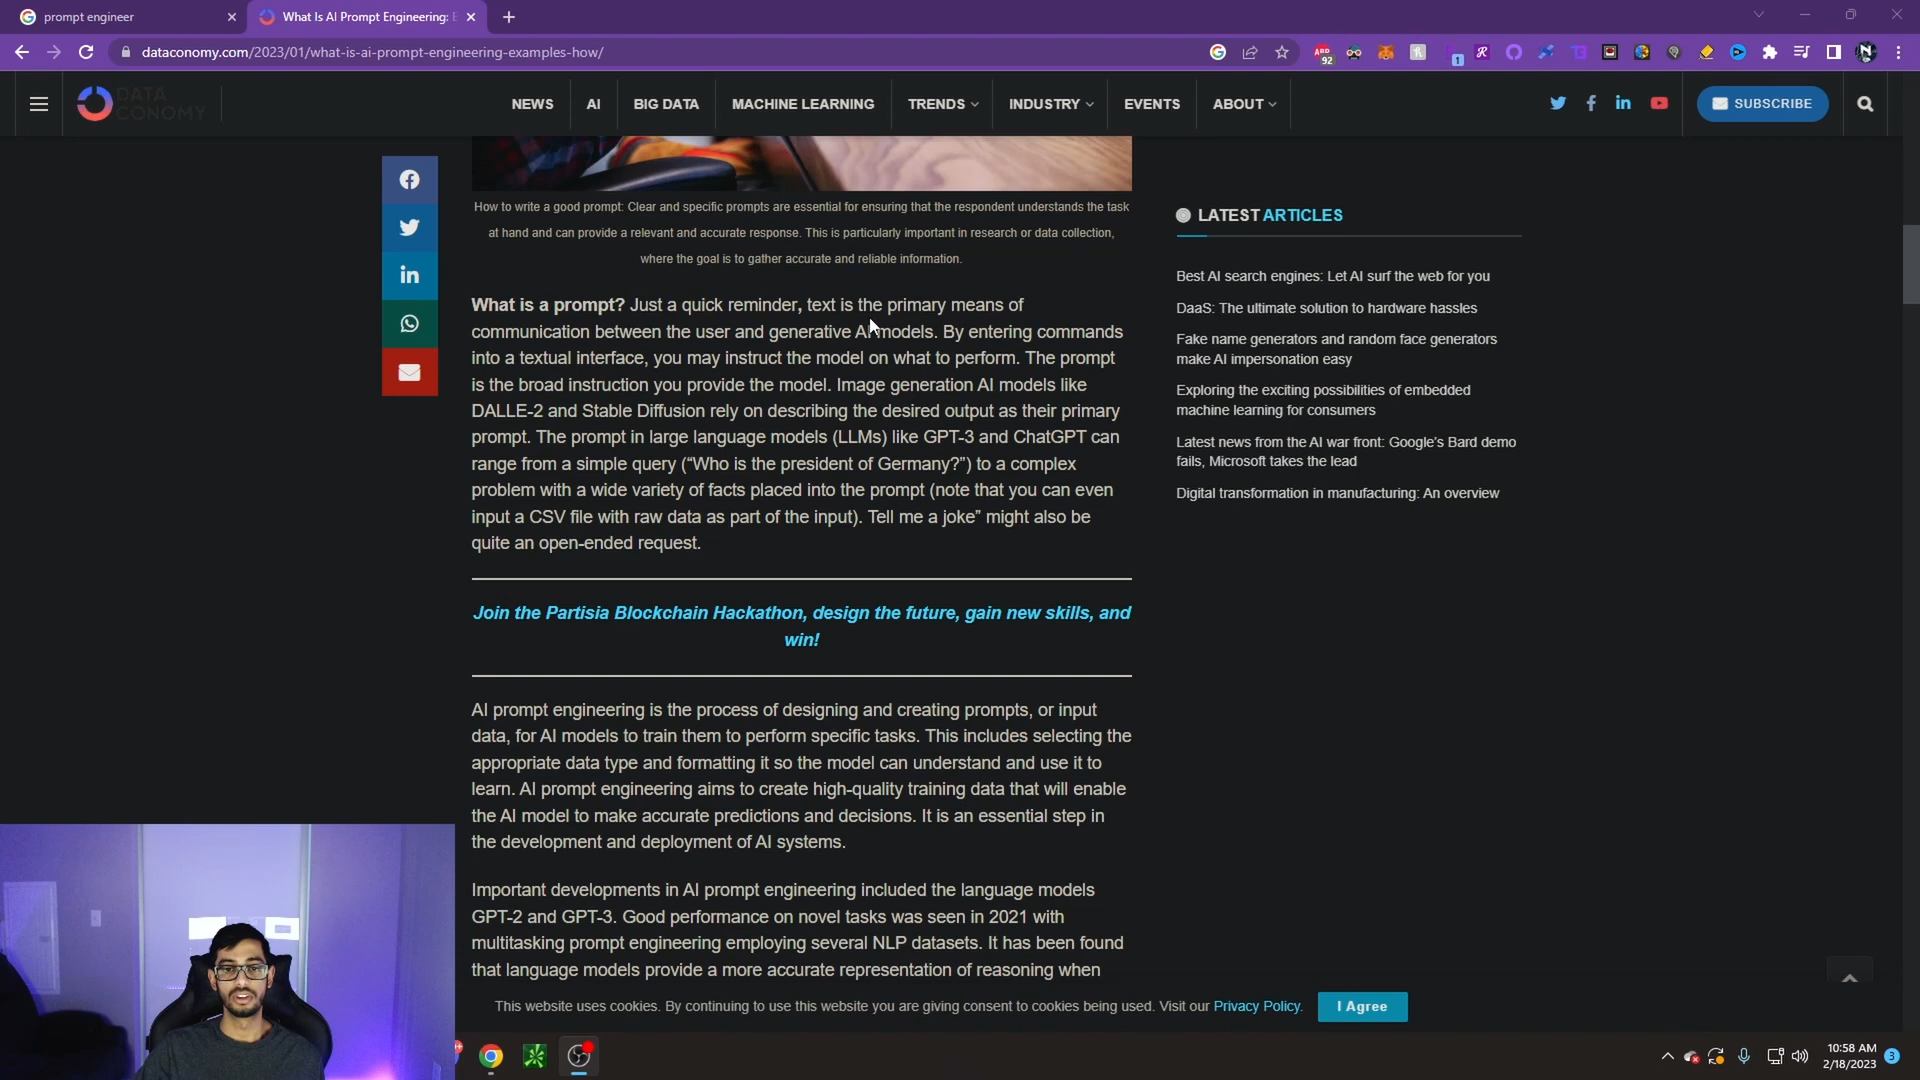 prompt engineer
What Is AI Prompt Engineering: E
dataconomy.com/2023/01/what-is-ai-prompt-engineering-examples-how/
92
1
DATA
CONOMY
NEWS
AI
BIG DATA
MACHINE LEARNING
TRENDS
INDUSTRY
EVENTS
ABOUT
SUBSCRIBE
How to write a good prompt: Clear and specific prompts are essential for ensuring that the respondent understands the task
at hand and can provide a relevant and accurate response. This is particularly important in research or data collection,
where the goal is to gather accurate and reliable information.
What is a prompt? Just a quick reminder, text is the primary means of
communication between the user and generative AI models. By entering commands
into a textual interface, you may instruct the model on what to perform. The prompt
is the broad instruction you provide the model. Image generation AI models like
DALLE-2 and Stable Diffusion rely on describing the desired output as their primary
prompt. The prompt in large language models (LLMs) like GPT-3 and ChatGPT can
range from a simple query (“Who is the president of Germany?”) to a complex
problem with a wide variety of facts placed into the prompt (note that you can even
input a CSV file with raw data as part of the input). Tell me a joke” might also be
quite an open-ended request.
Join the Partisia Blockchain Hackathon, design the future, gain new skills, and
win!
AI prompt engineering is the process of designing and creating prompts, or input
data, for AI models to train them to perform specific tasks. This includes selecting the
appropriate data type and formatting it so the model can understand and use it to
learn. AI prompt engineering aims to create high-quality training data that will enable
the AI model to make accurate predictions and decisions. It is an essential step in
the development and deployment of AI systems.
Important developments in AI prompt engineering included the language models
GPT-2 and GPT-3. Good performance on novel tasks was seen in 2021 with
multitasking prompt engineering employing several NLP datasets. It has been found
that language models provide a more accurate representation of reasoning when
LATEST ARTICLES
Best AI search engines: Let AI surf the web for you
DaaS: The ultimate solution to hardware hassles
Fake name generators and random face generators
make AI impersonation easy
Exploring the exciting possibilities of embedded
machine learning for consumers
Latest news from the AI war front: Google's Bard demo
fails, Microsoft takes the lead
Digital transformation in manufacturing: An overview
This website uses cookies. By continuing to use this website you are giving consent to cookies being used. Visit our Privacy Policy.
I Agree
10:58 AM
2/18/2023
3